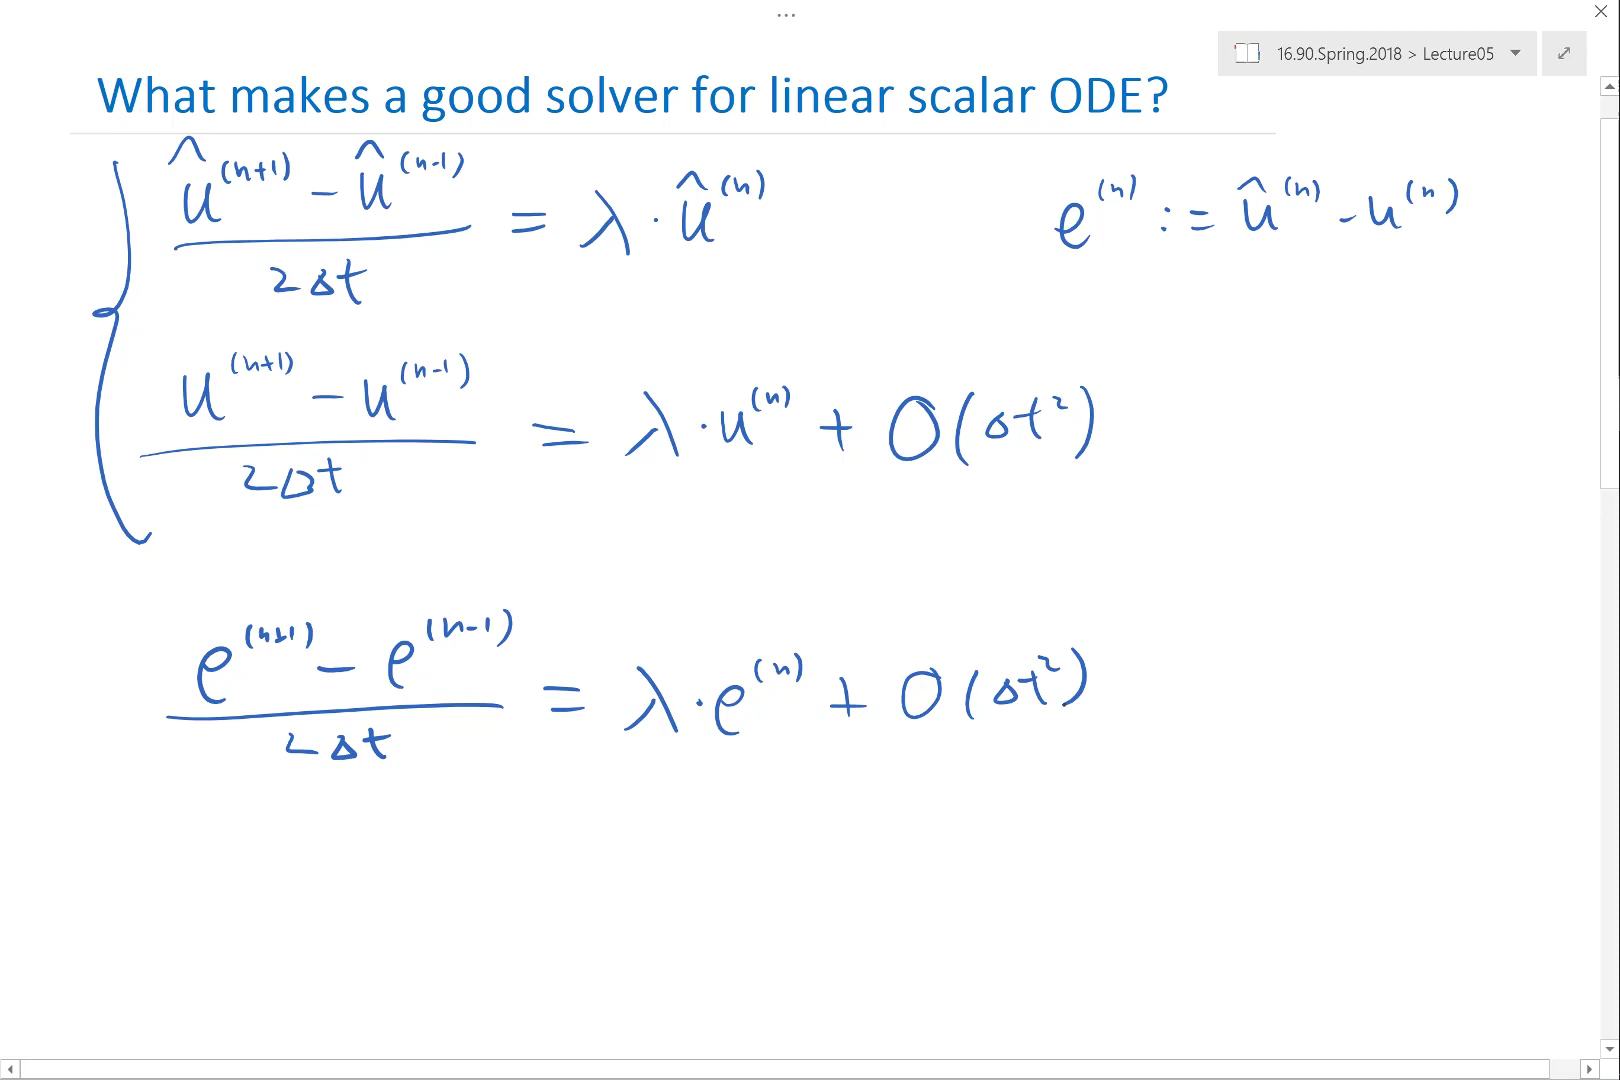 ...
16.90.Spring.2018 > Lecture05
What makes a good solver for linear scalar ODE?
(û^(n+1) - û^(n-1)) / 2Δt = λ · û^(n)
e^(n) := û^(n) - u^(n)
(u^(n+1) - u^(n-1)) / 2Δt = λ · u^(n) + O(Δt²)
(e^(n+1) - e^(n-1)) / 2Δt = λ · e^(n) + O(Δt²)